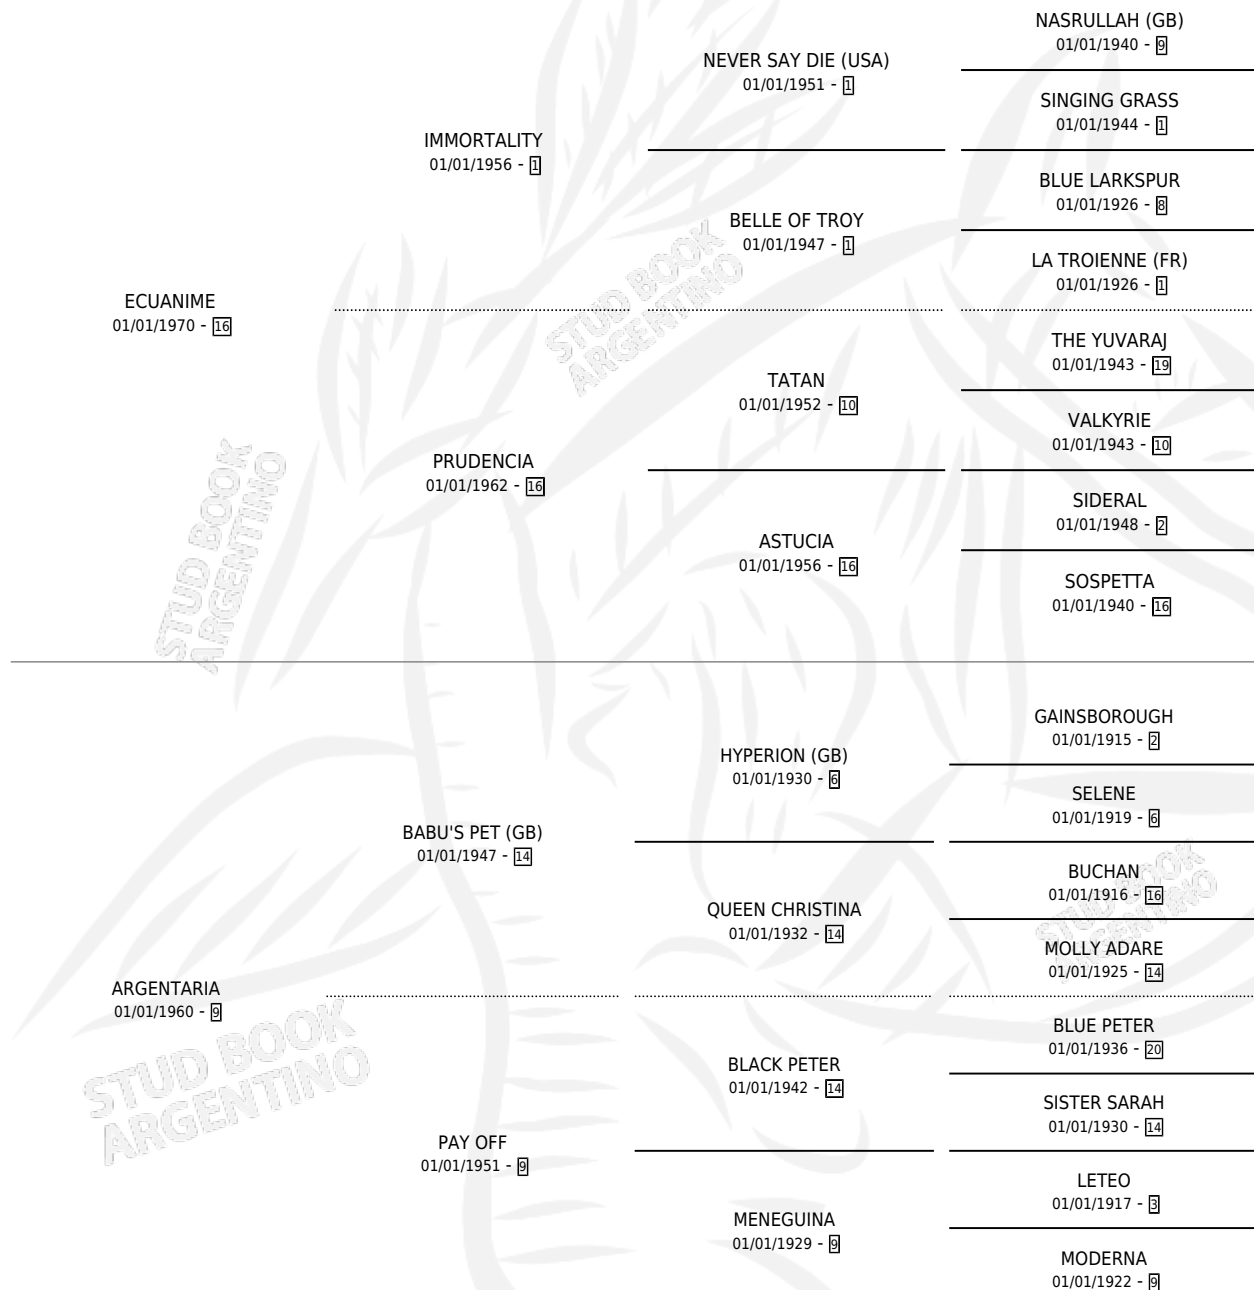 NASRULLAH (GB)
01/01/1940 - 9
NEVER SAY DIE (USA)
01/01/1951 - 1
SINGING GRASS
01/01/1944 - 1
IMMORTALITY
01/01/1956 - 1
BLUE LARKSPUR
01/01/1926 - 8
BELLE OF TROY
01/01/1947 - 1
LA TROIENNE (FR)
01/01/1926 - 1
ECUANIME
01/01/1970 - 16
THE YUVARAJ
01/01/1943 - 19
TATAN
01/01/1952 - 10
VALKYRIE
01/01/1943 - 10
PRUDENCIA
01/01/1962 - 16
SIDERAL
01/01/1948 - 2
ASTUCIA
01/01/1956 - 16
SOSPETTA
01/01/1940 - 16
STUD BOOK
ARGENTINO
STUD BOOK
ARGENTINO
GAINSBOROUGH
01/01/1915 - 2
HYPERION (GB)
01/01/1930 - 6
SELENE
01/01/1919 - 6
BABU'S PET (GB)
01/01/1947 - 14
BUCHAN
01/01/1916 - 16
QUEEN CHRISTINA
01/01/1932 - 14
MOLLY ADARE
01/01/1925 - 14
STUD BOOK
ARGENTINO
ARGENTARIA
01/01/1960 - 9
BLUE PETER
01/01/1936 - 20
BLACK PETER
01/01/1942 - 14
SISTER SARAH
01/01/1930 - 14
PAY OFF
01/01/1951 - 9
LETEO
01/01/1917 - 3
MENEGUINA
01/01/1929 - 9
MODERNA
01/01/1922 - 9
STUD BOOK
ARGENTINO